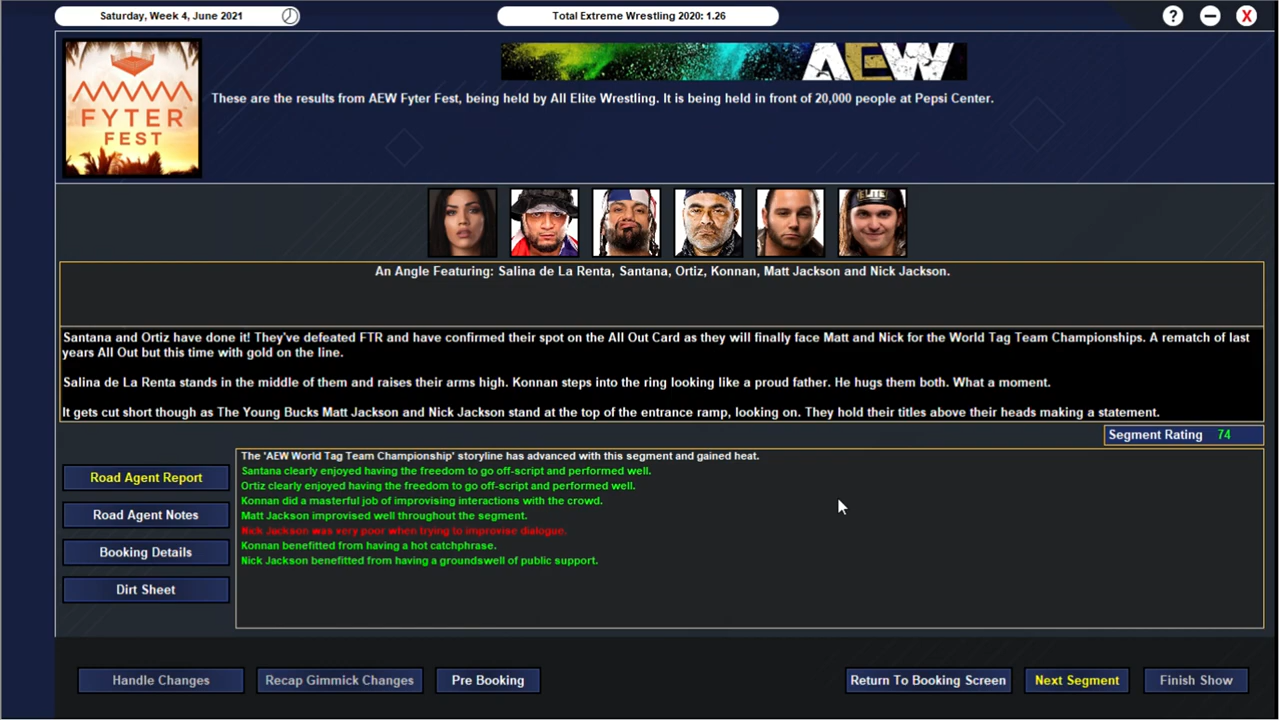 Saturday, Week 4, June 2021
Total Extreme Wrestling 2020: 1.26
?
X
FYTER
FEST
AEW
These are the results from AEW Fyter Fest, being held by All Elite Wrestling. It is being held in front of 20,000 people at Pepsi Center.
ELITE
An Angle Featuring: Salina de La Renta, Santana, Ortiz, Konnan, Matt Jackson and Nick Jackson.
Santana and Ortiz have done it! They've defeated FTR and have confirmed their spot on the All Out Card as they will finally face Matt and Nick for the World Tag Team Championships. A rematch of last
years All Out but this time with gold on the line.
Salina de La Renta stands in the middle of them and raises their arms high. Konnan steps into the ring looking like a proud father. He hugs them both. What a moment.
It gets cut short though as The Young Bucks Matt Jackson and Nick Jackson stand at the top of the entrance ramp, looking on. They hold their titles above their heads making a statement.
Segment Rating 74
Road Agent Report
Road Agent Notes
Booking Details
Dirt Sheet
The 'AEW World Tag Team Championship' storyline has advanced with this segment and gained heat.
Santana clearly enjoyed having the freedom to go off-script and performed well.
Ortiz clearly enjoyed having the freedom to go off-script and performed well.
Konnan did a masterful job of improvising interactions with the crowd.
Matt Jackson improvised well throughout the segment.
Nick Jackson was very poor when trying to improvise dialogue.
Konnan benefitted from having a hot catchphrase.
Nick Jackson benefitted from having a groundswell of public support.
Handle Changes
Recap Gimmick Changes
Pre Booking
Return To Booking Screen
Next Segment
Finish Show